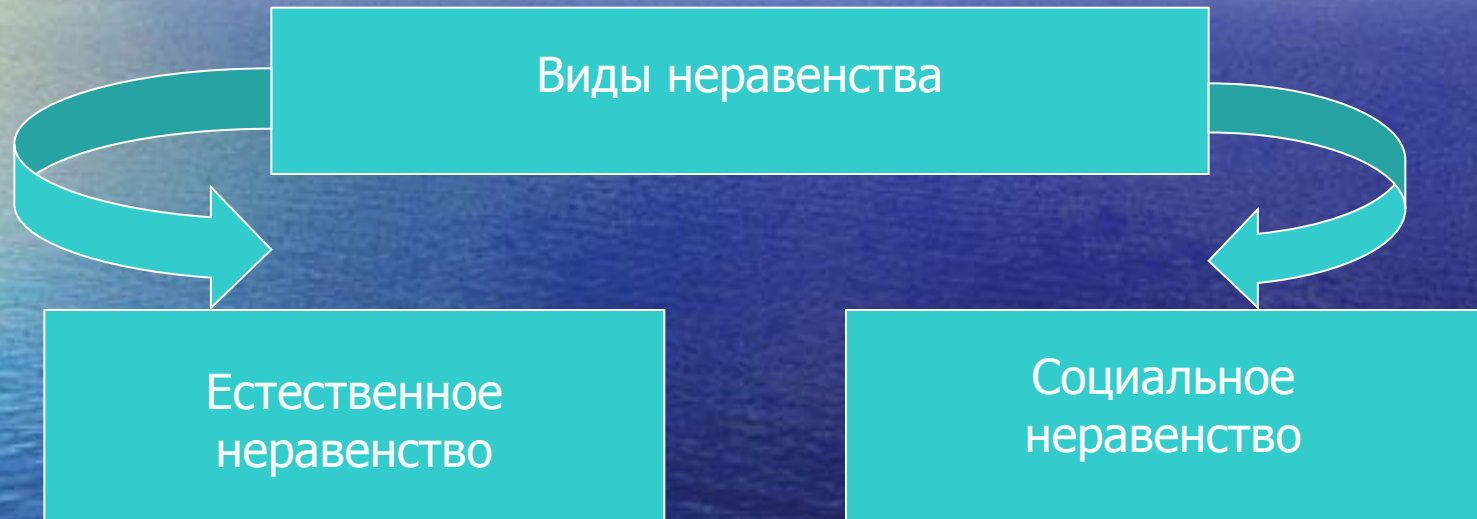 Виды неравенства
Естественное
неравенство
Социальное
неравенство